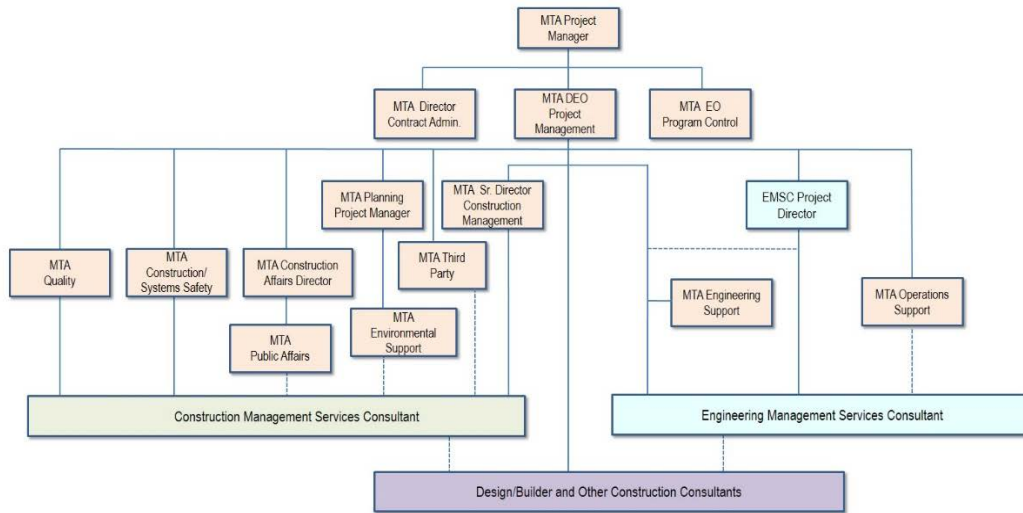 MTA Project
Manager
MTA Director
Contract Admin.
MTA DEO
Project
Management
MTA EO
Program Control
MTA Planning
Project Manager
MTA Sr. Director
Construction
Management
EMSC Project
Director
MTA
Quality
MTA
Construction/
Systems Safety
MTA Construction
Affairs Director
MTA Third
Party
MTA Engineering
Support
MTA Operations
Support
MTA
Public Affairs
MTA
Environmental
Support
Construction Management Services Consultant
Engineering Management Services Consultant
Design/Builder and Other Construction Consultants